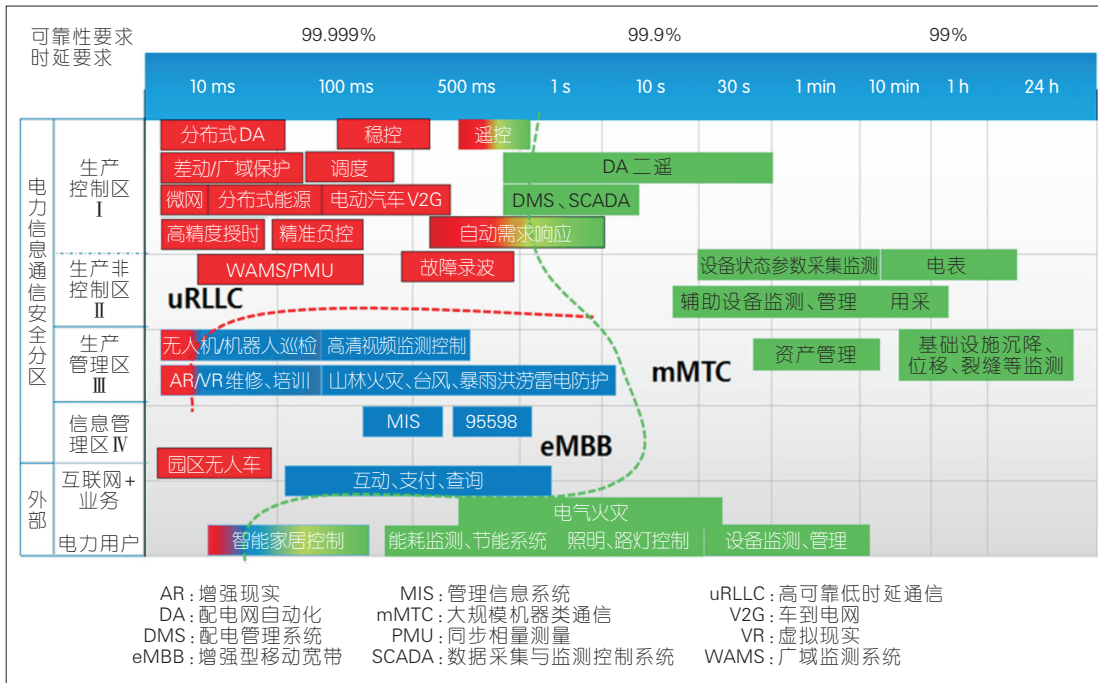 可靠性要求 99.999% 99.9% 99%
时延要求
10 ms 100 ms 500 ms 1 s 10 s 30 s 1 min 10 min 1 h 24 h
电力信息通信安全分区
生产
控制区
Ⅰ
分布式DA 稳控 遥控
差动/广域保护 调度 DA 二遥
微网 分布式能源 电动汽车V2G DMS、SCADA
高精度授时 精准负控 自动需求响应
生产非
控制区
Ⅱ
WAMS/PMU 故障录波 设备状态参数采集监测 电表
uRLLC 辅助设备监测、管理 用采
生产
管理区
Ⅲ
无人机/机器人巡检 高清视频监测控制 资产管理 基础设施沉降、
位移、裂缝等监测
AR/VR维修、培训 山林火灾、台风、暴雨洪涝雷电防护 mMTC
信息管
理区Ⅳ
MIS 95598 eMBB
园区无人车
外部
互联网+
业务
互动、支付、查询
电气火灾
电力用户 智能家居控制 能耗监测、节能系统 照明、路灯控制 设备监测、管理
AR:增强现实 MIS:管理信息系统 uRLLC:高可靠低时延通信
DA:配电网自动化 mMTC:大规模机器类通信 V2G:车到电网
DMS:配电管理系统 PMU:同步相量测量 VR:虚拟现实
eMBB:增强型移动宽带 SCADA:数据采集与监测控制系统 WAMS:广域监测系统